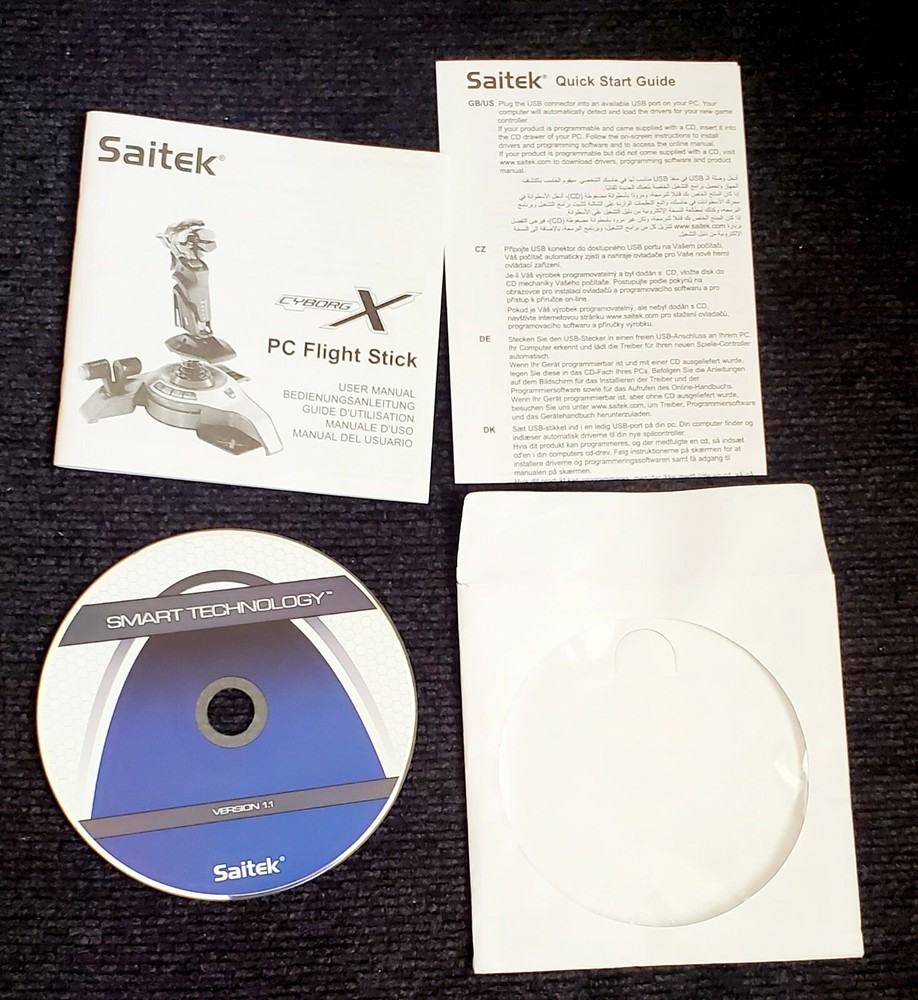 Saitek®
CYBORG X
PC Flight Stick
USER MANUAL
BEDIENUNGSANLEITUNG
GUIDE D'UTILISATION
MANUALE D'USO
MANUAL DEL USUARIO
Saitek® Quick Start Guide
GB/US Plug the USB connector into an available USB port on your PC. Your
computer will automatically detect and load the drivers for your new game
controller.
If your product is programmable and came supplied with a CD, insert it into
the CD drawer of your PC. Follow the on-screen instructions to install
drivers and programming software and to access the online manual.
If your product is programmable but did not come supplied with a CD, visit
www.saitek.com to download drivers, programming software and product
manual.
CZ Připojte USB konektor do dostupného USB portu na Vašem počítači.
Váš počítač automaticky zjistí a nahraje ovladače pro Vaše nové herní
ovládací zařízení.
Je-li Váš výrobek programovatelný a byl dodán s CD, vložte disk do
CD mechaniky Vašeho počítače. Postupujte podle pokynů na
obrazovce pro instalaci ovladačů a programovacího softwaru a pro
přístup k příručce on-line.
Pokud je Váš výrobek programovatelný, ale nebyl dodán s CD,
navštivte internetovou stránku www.saitek.com pro stažení ovladačů,
programovacího softwaru a příručky výrobku.
DE Stecken Sie den USB-Stecker in einen freien USB-Anschluss an Ihrem PC.
Ihr Computer erkennt und lädt die Treiber für Ihren neuen Spiele-Controller
automatisch.
Wenn Ihr Gerät programmierbar ist und mit einer CD ausgeliefert wurde,
legen Sie diese in das CD-Fach Ihres PCs. Befolgen Sie die Anleitungen
auf dem Bildschirm für das Installieren der Treiber und der
Programmiersoftware sowie für das Aufrufen des Online-Handbuchs.
Wenn Ihr Gerät programmierbar ist, aber ohne CD ausgeliefert wurde,
besuchen Sie uns unter www.saitek.com, um Treiber, Programmiersoftware
und das Gerätehandbuch herunterzuladen.
DK Sæt USB-stikket ind i en ledig USB-port på din pc. Din computer finder og
indlæser automatisk driverne til din nye spilcontroller
Hvis dit produkt kan programmeres, og der medfulgte en cd, så indsæt
cd'en i din computers cd-drev. Følg instruktionerne på skærmen for at
installere driverne og programmeringssoftwaren samt få adgang til
manualen på skærmen.
SMART TECHNOLOGY™
VERSION 1.1
Saitek®